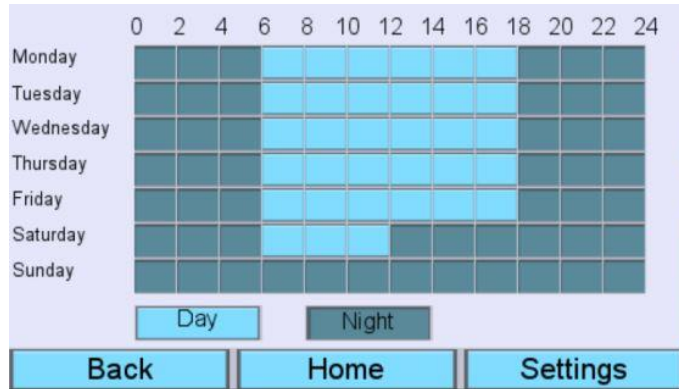 0 2 4 6 8 10 12 14 16 18 20 22 24
Monday
Tuesday
Wednesday
Thursday
Friday
Saturday
Sunday
Day Night
Back Home Settings